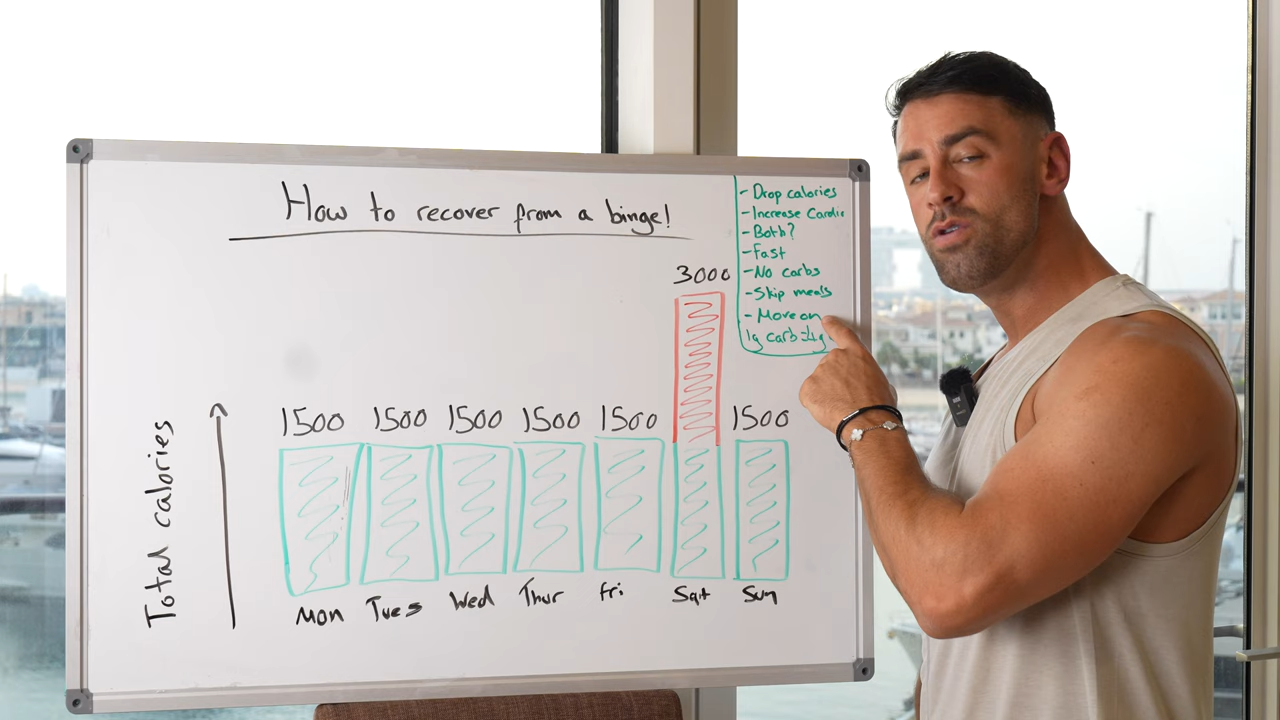 How to recover from a binge!
- Drop calories
- Increase Cardio
- Both?
- Fast
- No carbs
- Skip meals
- Move on
1g carb = 4g
3000
1500 1500 1500 1500 1500 1500
Total calories
Mon Tues Wed Thur Fri Sat Sun